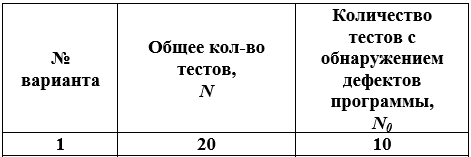 № варианта
Общее кол-во тестов, N
Количество тестов с обнаружением дефектов программы, N₀
1 20 10